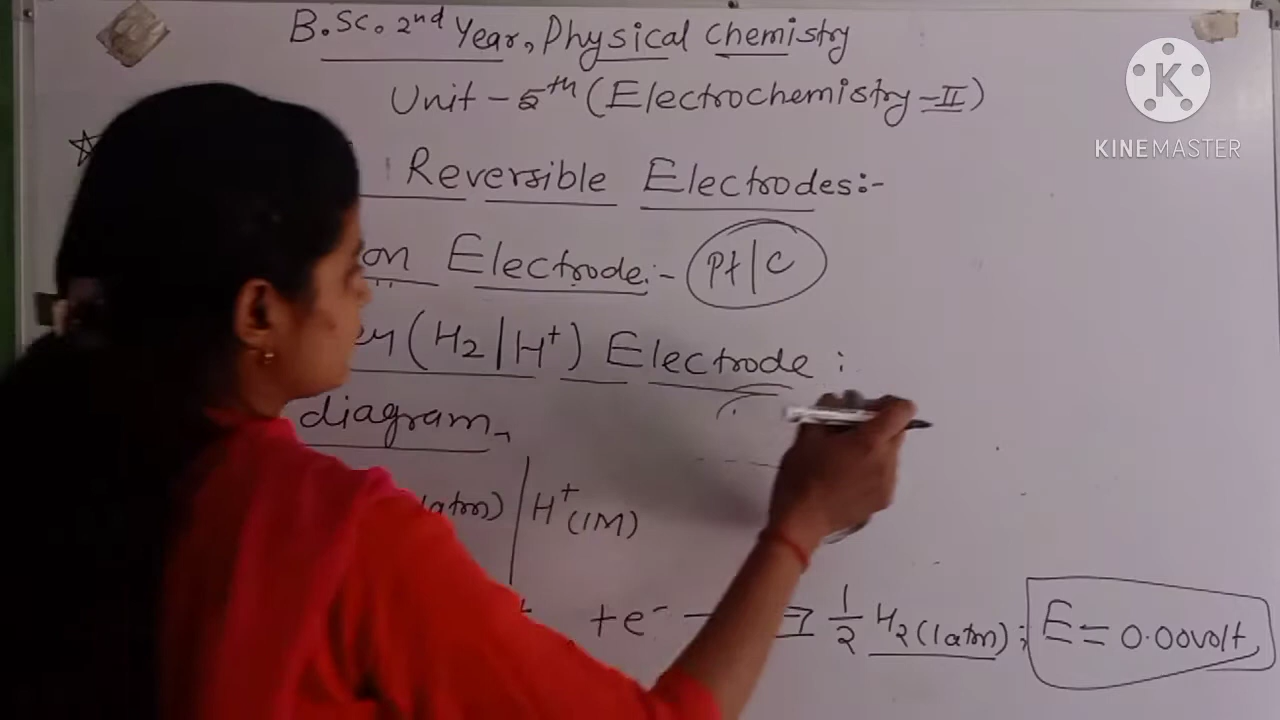 B.Sc. 2nd Year, Physical Chemistry
Unit - 5th (Electrochemistry-II)
K
KINEMASTER
Reversible Electrodes:-
Electrode:- Pt|C
(H2|H+) Electrode:
diagram,
H+(1M)
+e- ⇌ 1/2 H2(1atm); E = 0.00volt